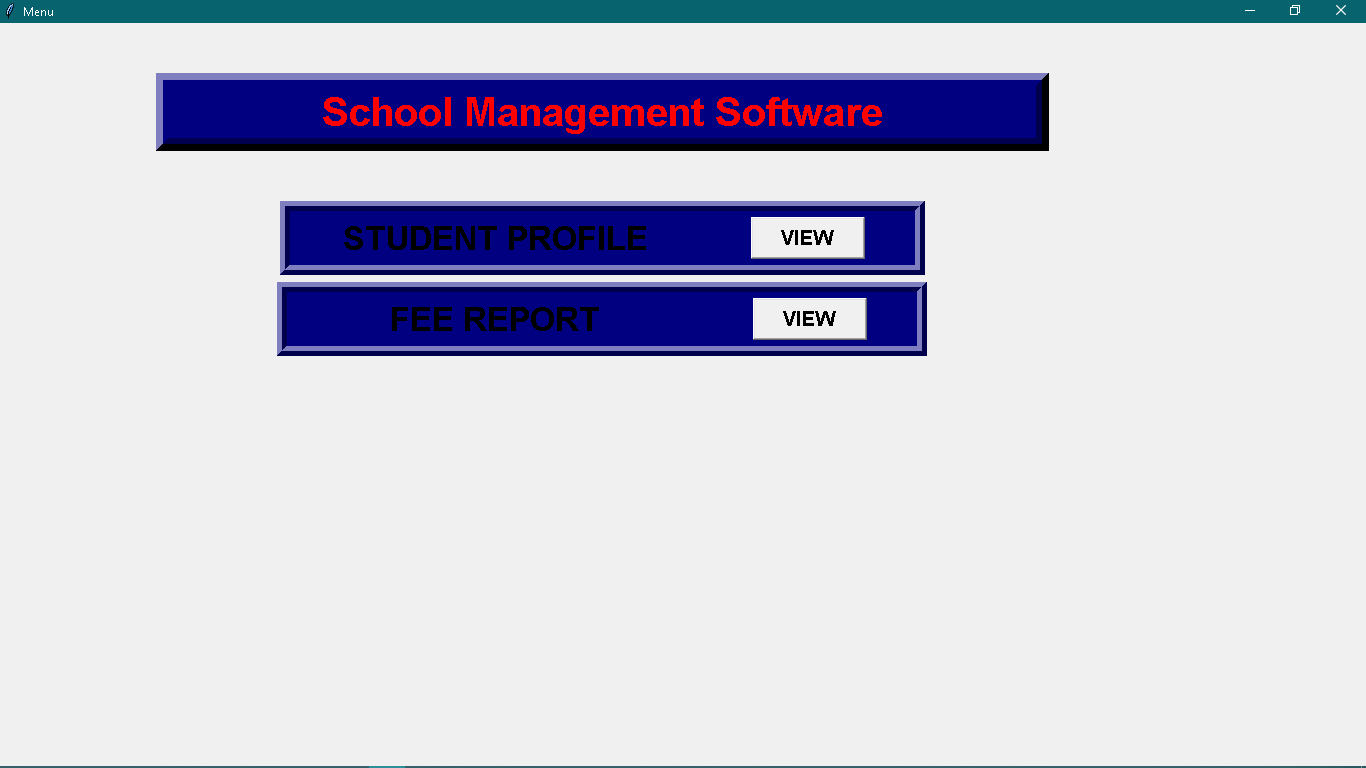 Menu
School Management Software
STUDENT PROFILE VIEW
FEE REPORT VIEW